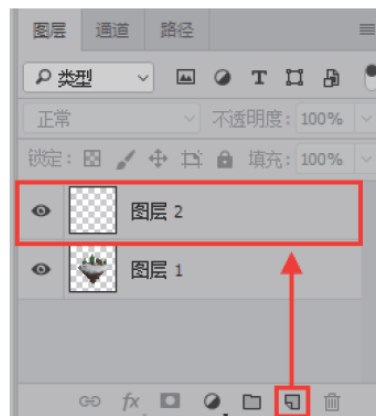 图层 通道 路径
类型 T
正常 不透明度: 100%
锁定: 填充: 100%
图层 2
图层 1
fx